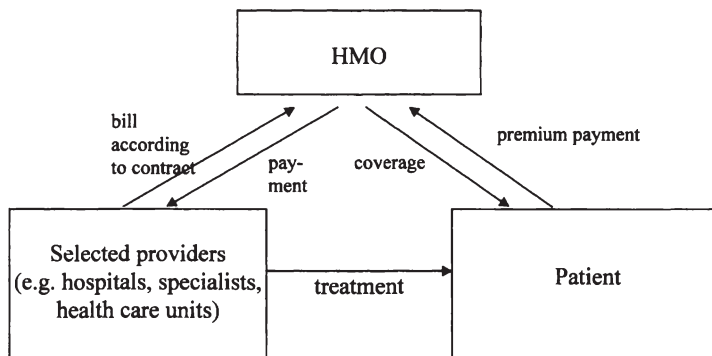 HMO
bill
according
to contract
pay-
ment
coverage
premium payment
Selected providers
(e.g. hospitals, specialists,
health care units)
treatment
Patient